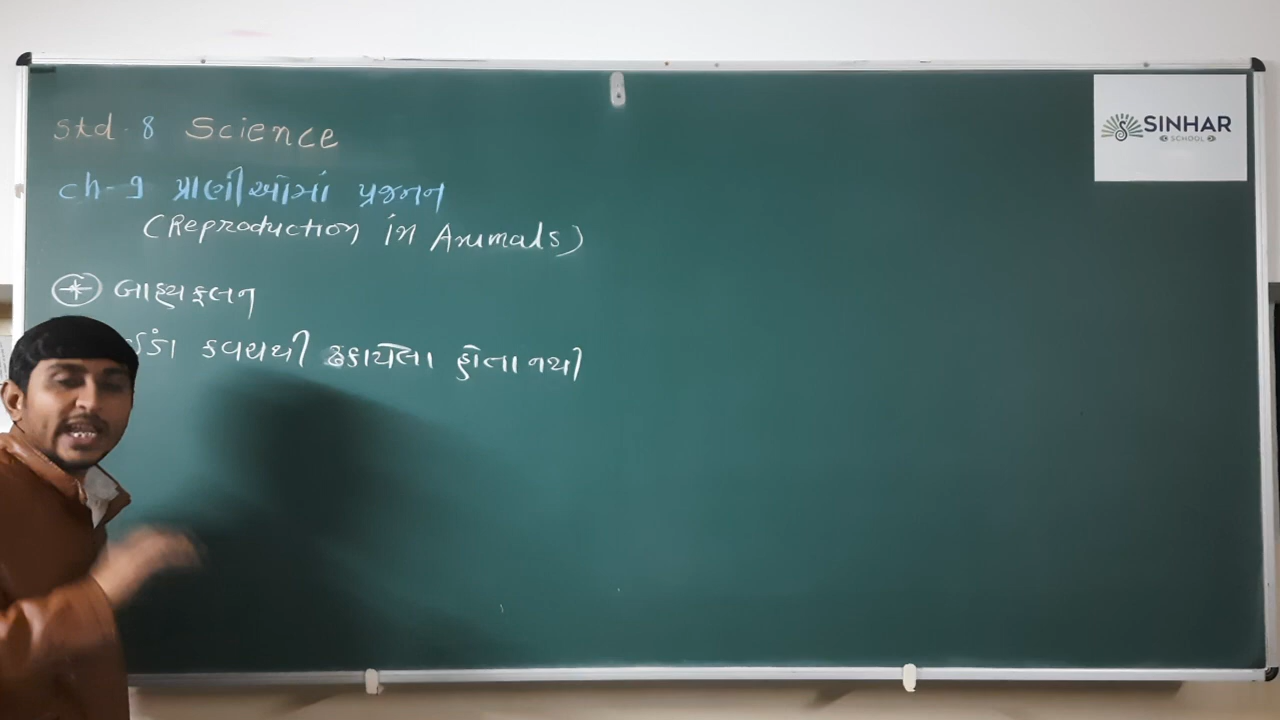 Std. 8 Science
Ch-9 પ્રાણીઓમાં પ્રજનન
(Reproduction in Animals)
બાહ્યફલન
કવચથી ઢંકાયેલા હોતા નથી
SINHAR
SCHOOL